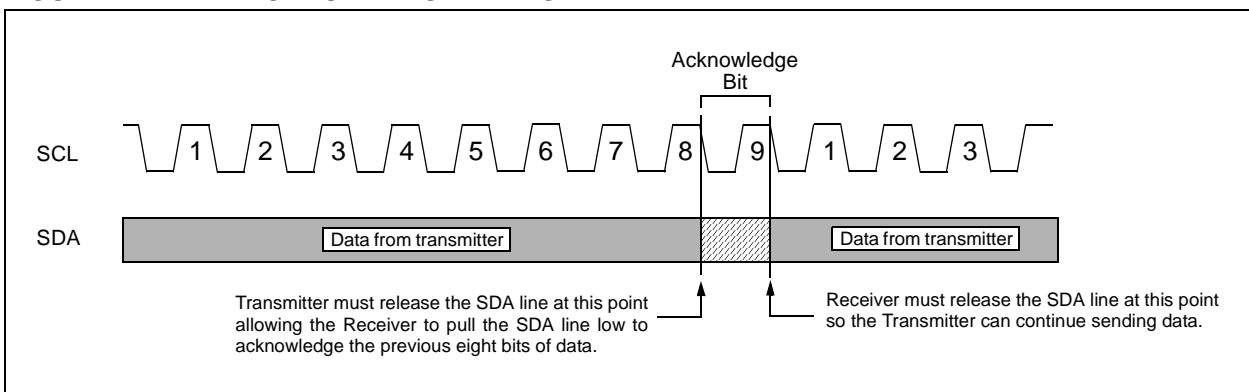 Acknowledge
Bit
SCL
1 2 3 4 5 6 7 8 9 1 2 3
SDA
Data from transmitter
Data from transmitter
Transmitter must release the SDA line at this point
allowing the Receiver to pull the SDA line low to
acknowledge the previous eight bits of data.
Receiver must release the SDA line at this point
so the Transmitter can continue sending data.